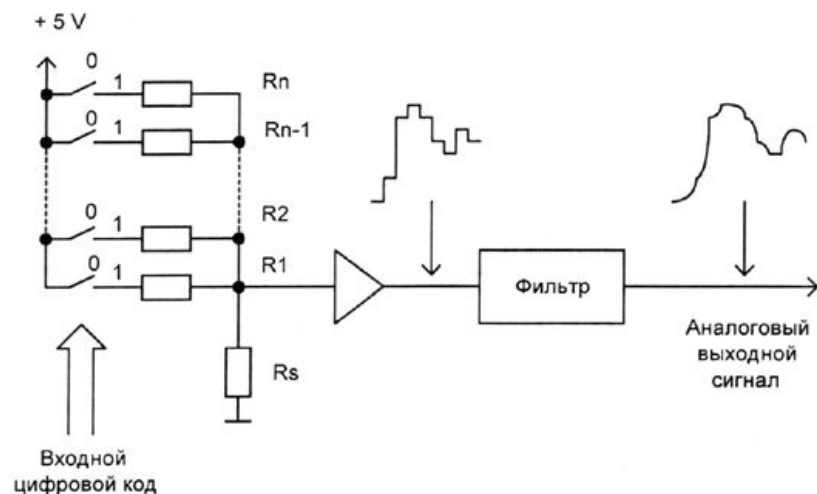 + 5 V
0
1
Rn
0
1
Rn-1
0
1
R2
0
1
R1
Rs
Фильтр
Аналоговый
выходной
сигнал
Входной
цифровой код